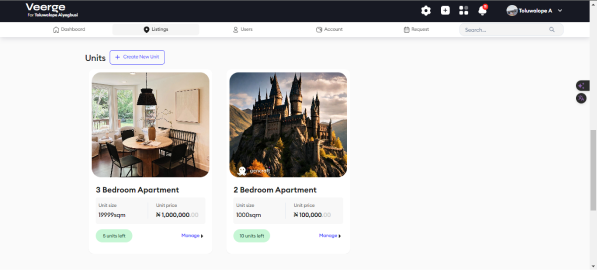 Veerge
For Toluwalope Aiyegbusi
Toluwalope A
Dashboard
Listings
Users
Account
Request
Search...
Units
+ Create New Unit
3 Bedroom Apartment
Unit size
Unit price
19999sqm
₦ 1,000,000.00
5 units left
Manage
2 Bedroom Apartment
Unit size
Unit price
1000sqm
₦ 100,000.00
10 units left
Manage